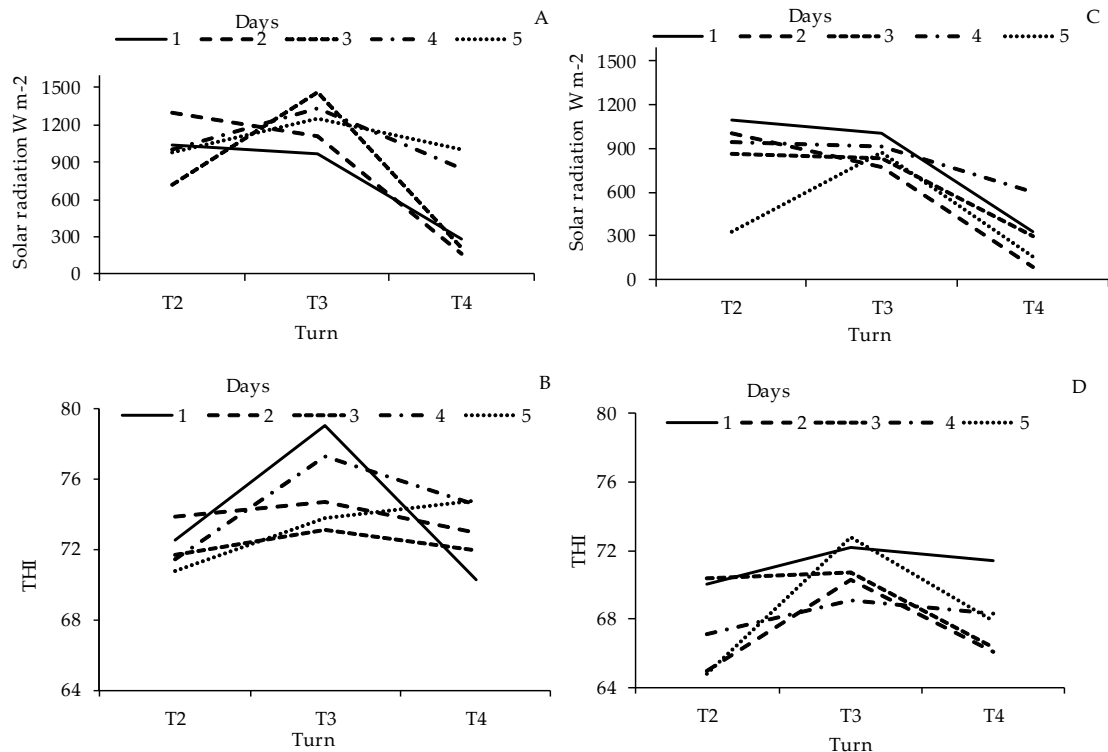 A
Days
1 2 3 4 5
Solar radiation W m-2
1500
1200
900
600
300
0
T2 T3 T4
Turn
C
Days
1 2 3 4 5
Solar radiation W m-2
1500
1200
900
600
300
0
T2 T3 T4
Turn
B
Days
1 2 3 4 5
THI
80
76
72
68
64
T2 T3 T4
Turn
D
Days
1 2 3 4 5
THI
80
76
72
68
64
T2 T3 T4
Turn